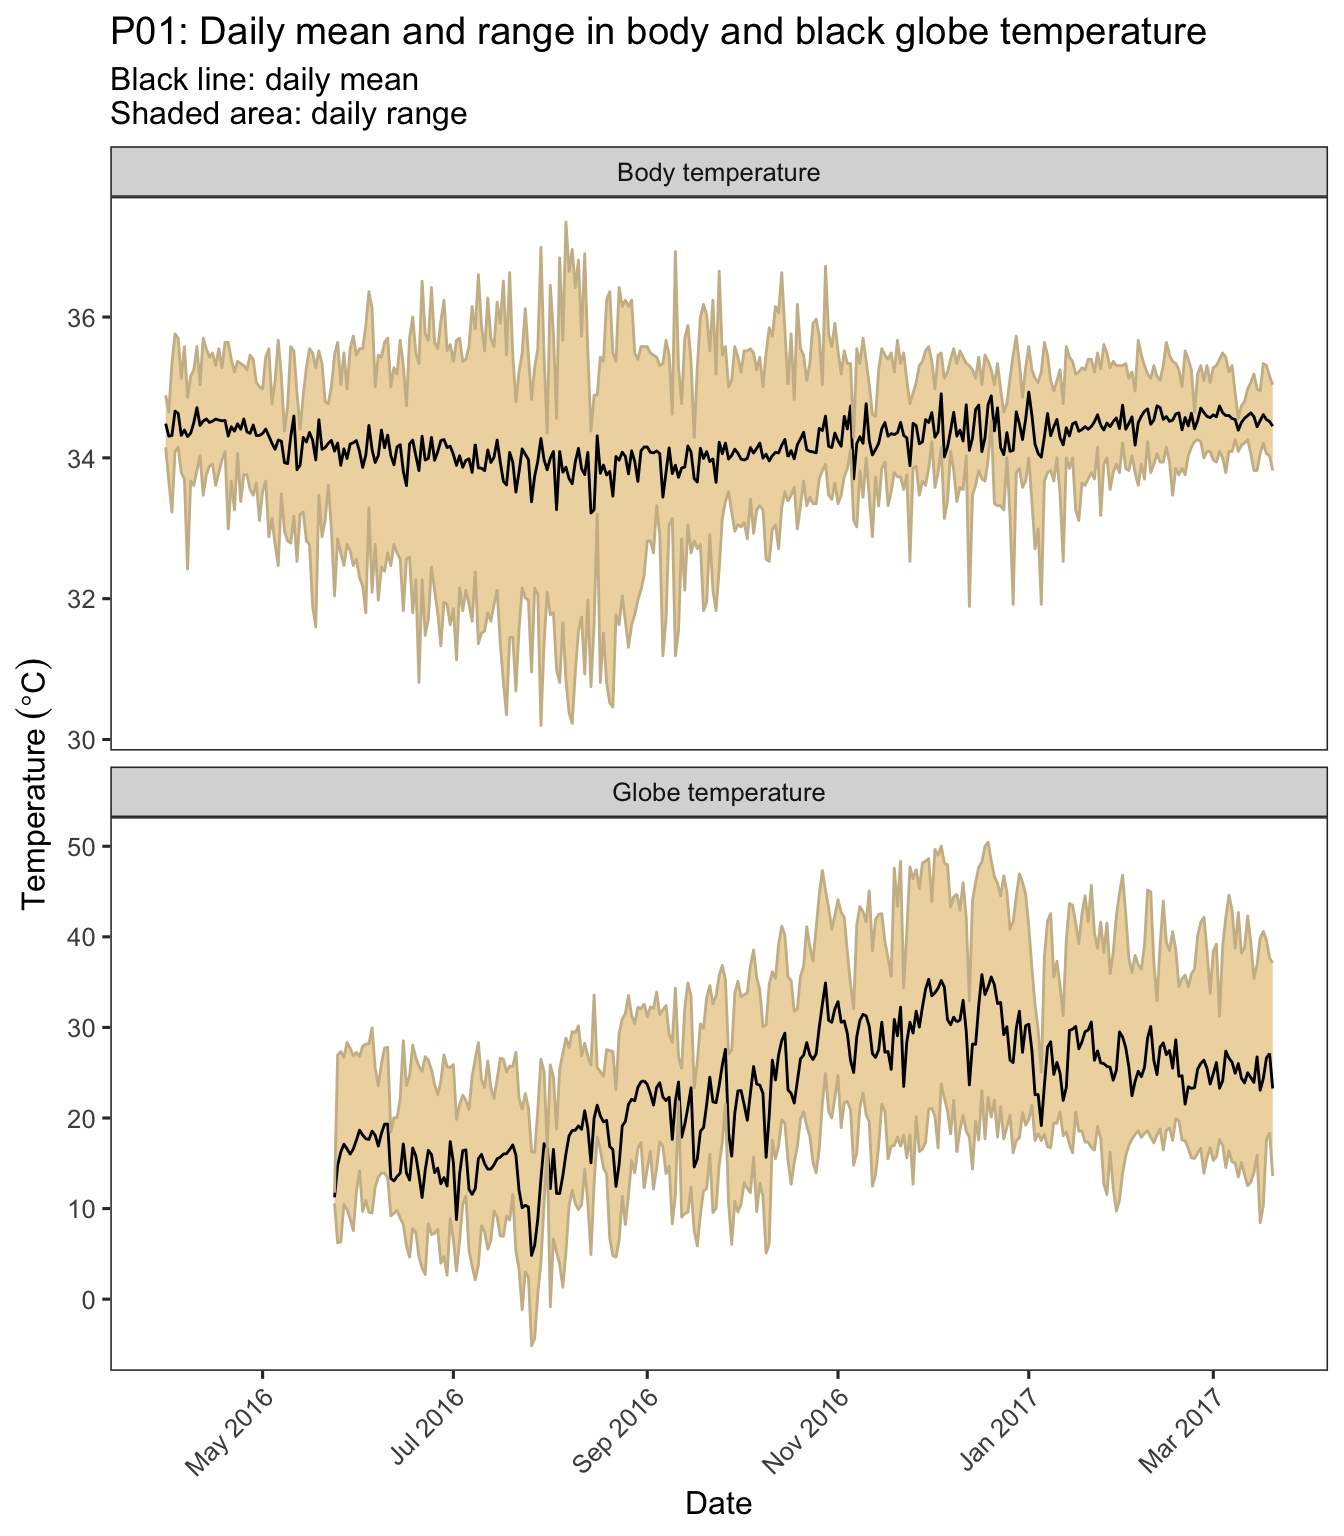 P01: Daily mean and range in body and black globe temperature
Black line: daily mean
Shaded area: daily range
Body temperature
36
34
32
30
Temperature (°C)
Globe temperature
50
40
30
20
10
0
May 2016
Jul 2016
Sep 2016
Nov 2016
Jan 2017
Mar 2017
Date